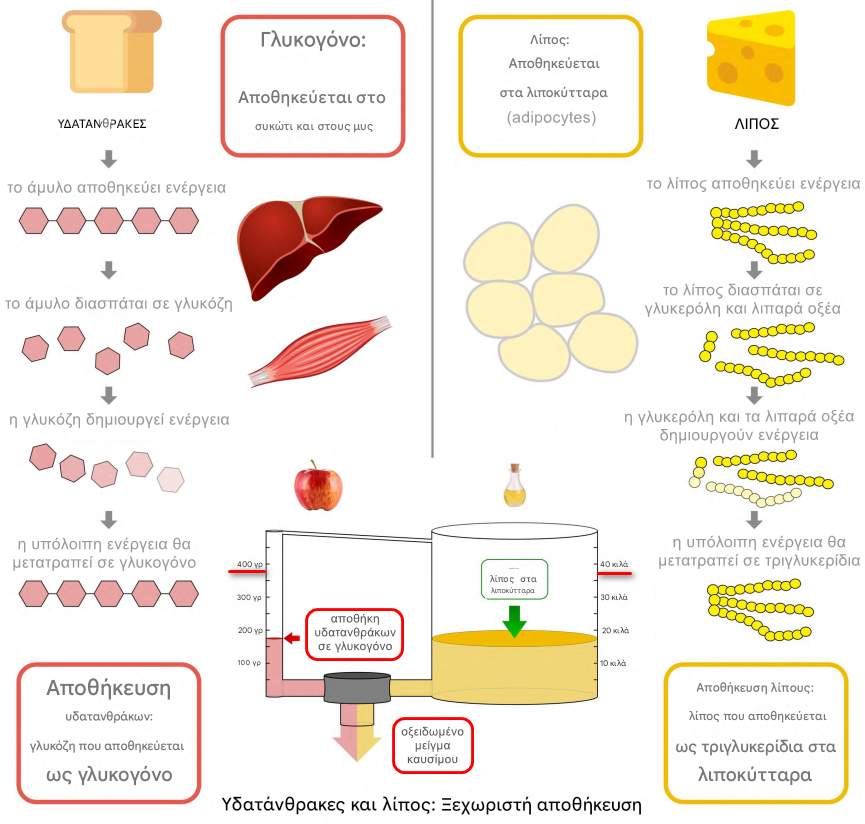 ΥΔΑΤΑΝΘΡΑΚΕΣ
το άμυλο αποθηκεύει ενέργεια
το άμυλο διασπάται σε γλυκόζη
η γλυκόζη δημιουργεί ενέργεια
η υπόλοιπη ενέργεια θα
μετατραπεί σε γλυκογόνο
Αποθήκευση
υδατανθράκων:
γλυκόζη που αποθηκεύεται
ως γλυκογόνο
Γλυκογόνο:
Αποθηκεύεται στο
συκώτι και στους μυς
Λίπος:
Αποθηκεύεται
στα λιποκύτταρα
(adipocytes)
ΛΙΠΟΣ
το λίπος αποθηκεύει ενέργεια
το λίπος διασπάται σε
γλυκερόλη και λιπαρά οξέα
η γλυκερόλη και τα λιπαρά οξέα
δημιουργούν ενέργεια
η υπόλοιπη ενέργεια θα
μετατραπεί σε τριγλυκερίδια
Αποθήκευση λίπους:
λίπος που αποθηκεύεται
ως τριγλυκερίδια στα
λιποκύτταρα
400 γρ
300 γρ
200 γρ
100 γρ
αποθήκη
υδατανθράκων
σε γλυκογόνο
λίπος στα
λιποκύτταρα
40 κιλά
30 κιλά
20 κιλά
10 κιλά
οξειδωμένο
μείγμα
καυσίμου
Υδατάνθρακες και λίπος: Ξεχωριστή αποθήκευση